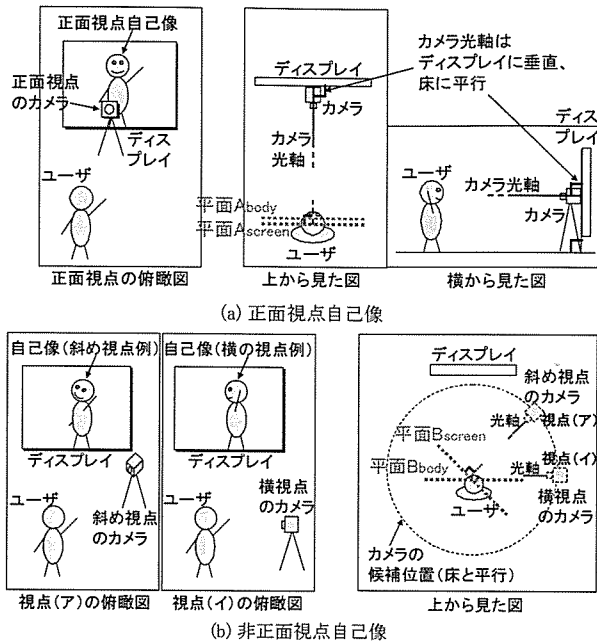 正面視点自己像
正面視点
のカメラ
ディス
プレイ
ユーザ
正面視点の俯瞰図
ディスプレイ
カメラ
カメラ
光軸
平面Abody
平面Ascreen
ユーザ
上から見た図
カメラ光軸は
ディスプレイに垂直、
床に平行
ディス
プレイ
ユーザ
カメラ光軸
カメラ
横から見た図
(a) 正面視点自己像
自己像(斜め視点例)
ディスプレイ
ユーザ
斜め視点
のカメラ
視点(ア)の俯瞰図
自己像(横の視点例)
ディスプレイ
ユーザ
横視点
のカメラ
視点(イ)の俯瞰図
ディスプレイ
斜め視点
のカメラ
光軸
視点(ア)
平面Bscreen
平面Bbody
光軸
視点(イ)
ユーザ
横視点
のカメラ
カメラの
候補位置(床と平行)
上から見た図
(b) 非正面視点自己像